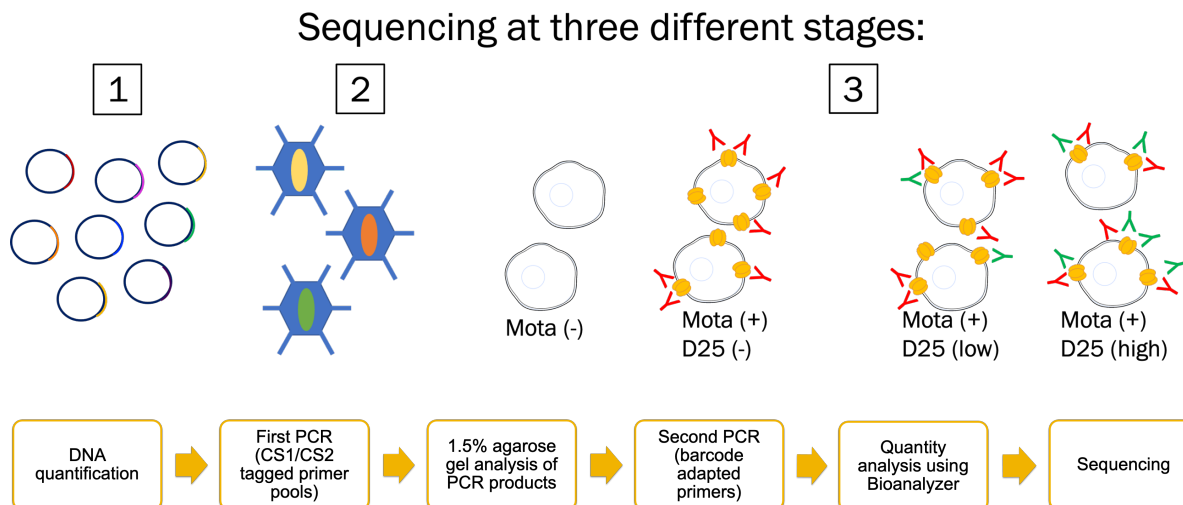 Sequencing at three different stages:
1
2
3
Mota (-)
Mota (+)
D25 (-)
Mota (+)
D25 (low)
Mota (+)
D25 (high)
DNA
quantification
First PCR
(CS1/CS2
tagged primer
pools)
1.5% agarose
gel analysis of
PCR products
Second PCR
(barcode
adapted
primers)
Quantity
analysis using
Bioanalyzer
Sequencing